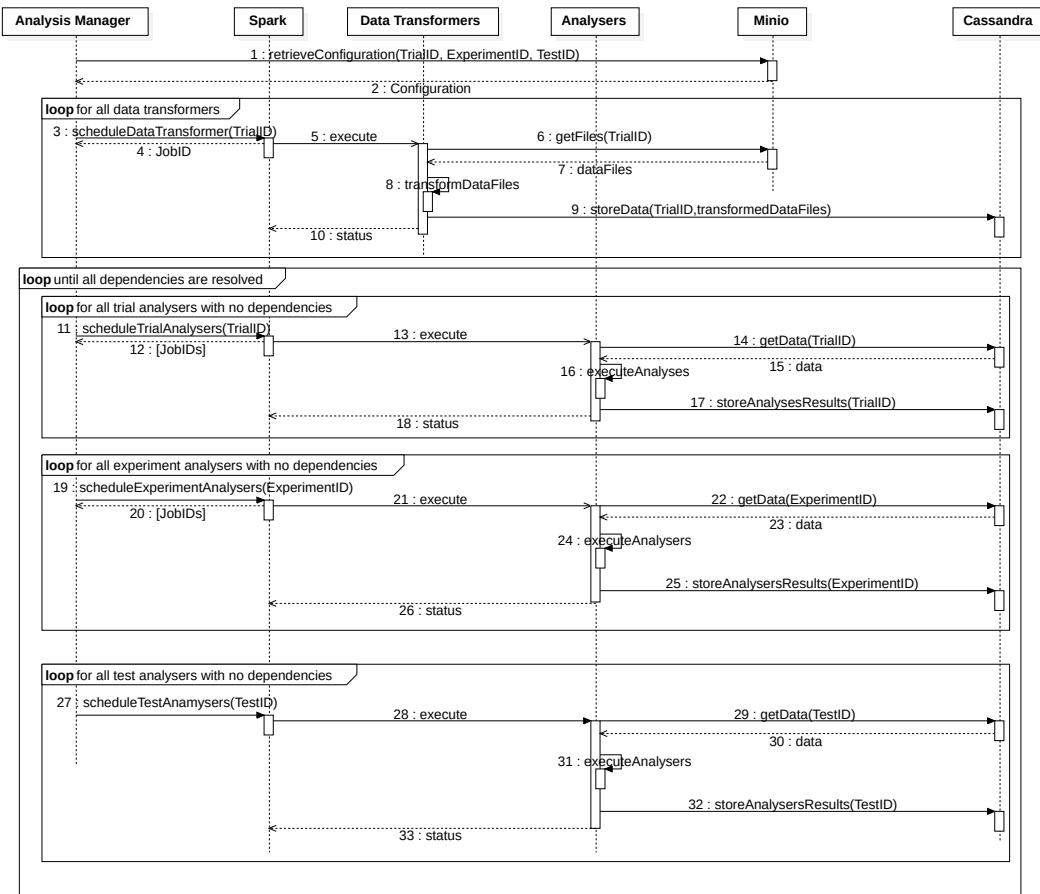 Analysis Manager
Spark
Data Transformers
Analysers
Minio
Cassandra
1 : retrieveConfiguration(TrialID, ExperimentID, TestID)
2 : Configuration
loop for all data transformers
3 : scheduleDataTransformer(TrialID)
4 : JobID
5 : execute
6 : getFiles(TrialID)
7 : dataFiles
8 : transformDataFiles
9 : storeData(TrialID,transformedDataFiles)
10 : status
loop until all dependencies are resolved
loop for all trial analysers with no dependencies
11 : scheduleTrialAnalysers(TrialID)
12 : [JobIDs]
13 : execute
14 : getData(TrialID)
15 : data
16 : executeAnalyses
17 : storeAnalysesResults(TrialID)
18 : status
loop for all experiment analysers with no dependencies
19 : scheduleExperimentAnalysers(ExperimentID)
20 : [JobIDs]
21 : execute
22 : getData(ExperimentID)
23 : data
24 : executeAnalysers
25 : storeAnalysersResults(ExperimentID)
26 : status
loop for all test analysers with no dependencies
27 : scheduleTestAnamysers(TestID)
28 : execute
29 : getData(TestID)
30 : data
31 : executeAnalysers
32 : storeAnalysersResults(TestID)
33 : status